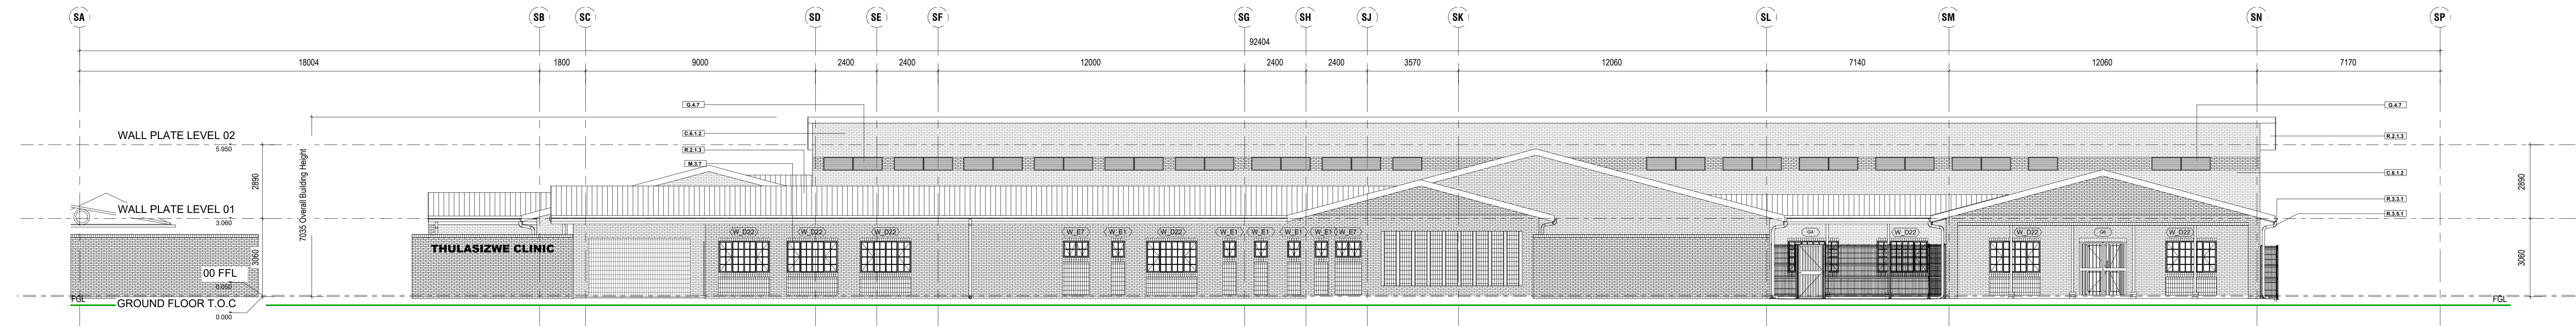 SA SB SC SD SE SF SG SH SJ SK SL SM SN SP
92404
18004 1800 9000 2400 2400 12000 2400 2400 3570 12060 7140 12060 7170
G.4.7 G.4.7
C.6.1.2 R.2.1.3
WALL PLATE LEVEL 02
5.950
R.2.1.3
M.3.7
C.6.1.2
2890 7035 Overall Building Height 2890
R.3.3.1
WALL PLATE LEVEL 01
R.3.5.1
3.060
W_D22 W_D22 W_D22 W_E7 W_E1 W_D22 W_E1 W_E1 W_E1 W_E1 W_E7 G4 W_D22 W_D22 G5 W_D22
THULASIZWE CLINIC
3060 3060
00 FFL
0.050
FGL FGL
GROUND FLOOR T.O.C
0.000